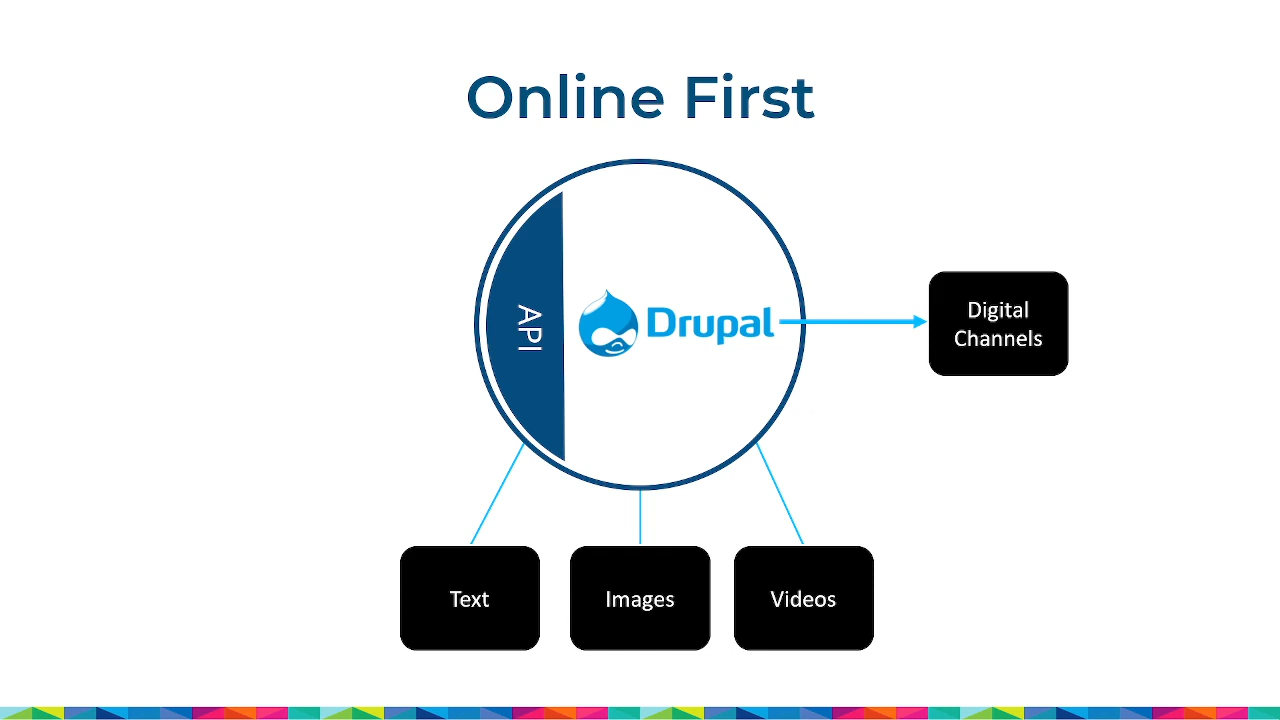 Online First
API
Drupal
Digital
Channels
Text
Images
Videos